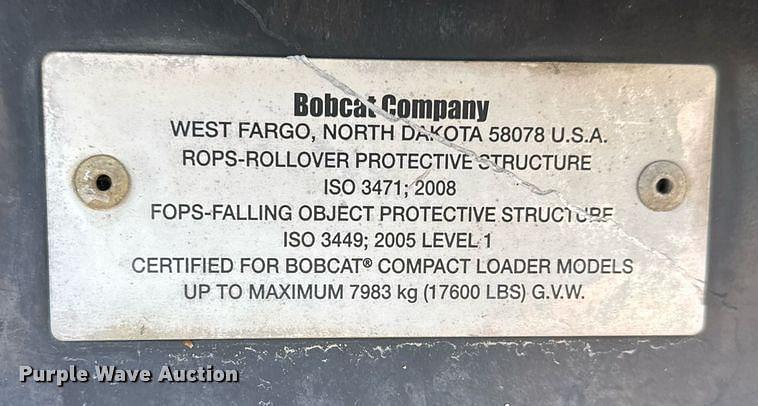 Bobcat Company
WEST FARGO, NORTH DAKOTA 58078 U.S.A.
ROPS-ROLLOVER PROTECTIVE STRUCTURE
ISO 3471; 2008
FOPS-FALLING OBJECT PROTECTIVE STRUCTURE
ISO 3449; 2005 LEVEL 1
CERTIFIED FOR BOBCAT® COMPACT LOADER MODELS
UP TO MAXIMUM 7983 kg (17600 LBS) G.V.W.
Purple Wave Auction